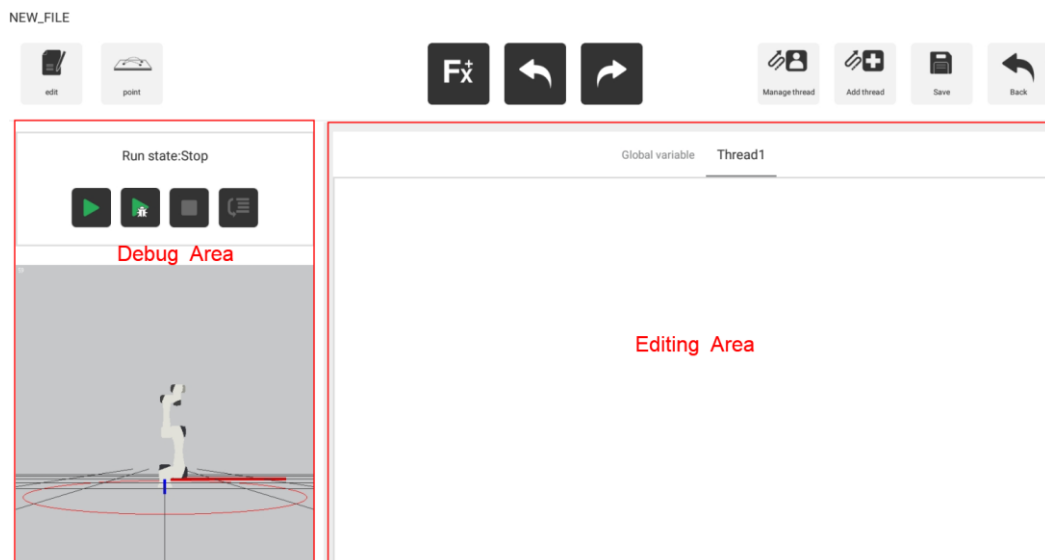 NEW_FILE
edit
point
Fx
Manage thread
Add thread
Save
Back
Run state:Stop
Global variable
Thread1
Debug Area
Editing Area